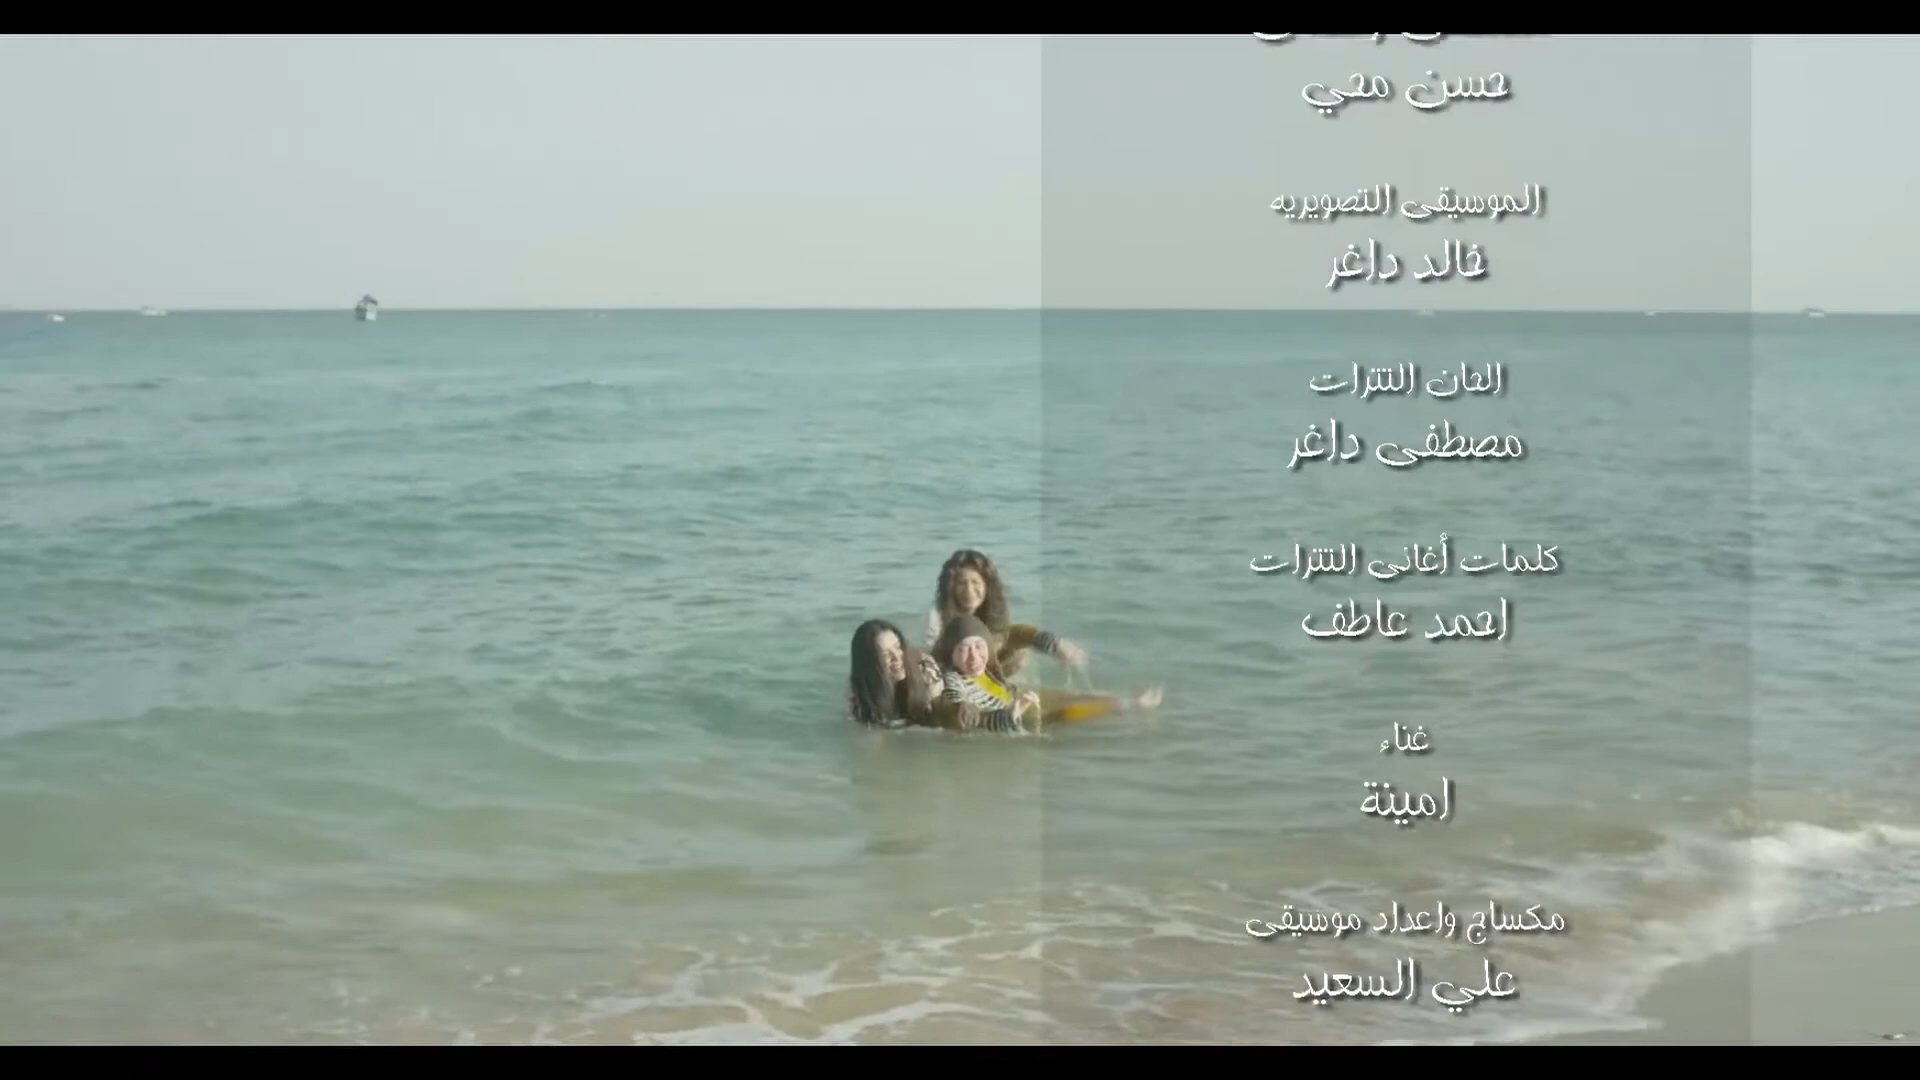 حسن محي
الموسيقى التصويريه
خالد داغر
الحان التترات
مصطفى داغر
كلمات أغانى التترات
احمد عاطف
غناء
امينة
مكساج واعداد موسيقى
علي السعيد